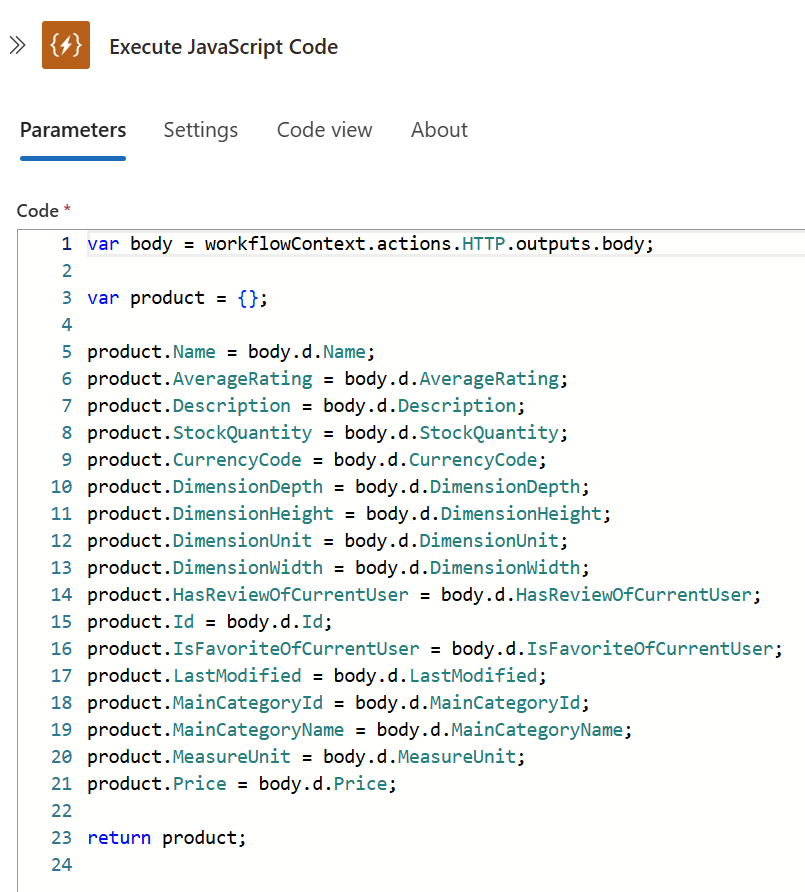 Execute JavaScript Code
Parameters Settings Code view About
Code *
1 var body = workflowContext.actions.HTTP.outputs.body;
2
3 var product = {};
4
5 product.Name = body.d.Name;
6 product.AverageRating = body.d.AverageRating;
7 product.Description = body.d.Description;
8 product.StockQuantity = body.d.StockQuantity;
9 product.CurrencyCode = body.d.CurrencyCode;
10 product.DimensionDepth = body.d.DimensionDepth;
11 product.DimensionHeight = body.d.DimensionHeight;
12 product.DimensionUnit = body.d.DimensionUnit;
13 product.DimensionWidth = body.d.DimensionWidth;
14 product.HasReviewOfCurrentUser = body.d.HasReviewOfCurrentUser;
15 product.Id = body.d.Id;
16 product.IsFavoriteOfCurrentUser = body.d.IsFavoriteOfCurrentUser;
17 product.LastModified = body.d.LastModified;
18 product.MainCategoryId = body.d.MainCategoryId;
19 product.MainCategoryName = body.d.MainCategoryName;
20 product.MeasureUnit = body.d.MeasureUnit;
21 product.Price = body.d.Price;
22
23 return product;
24